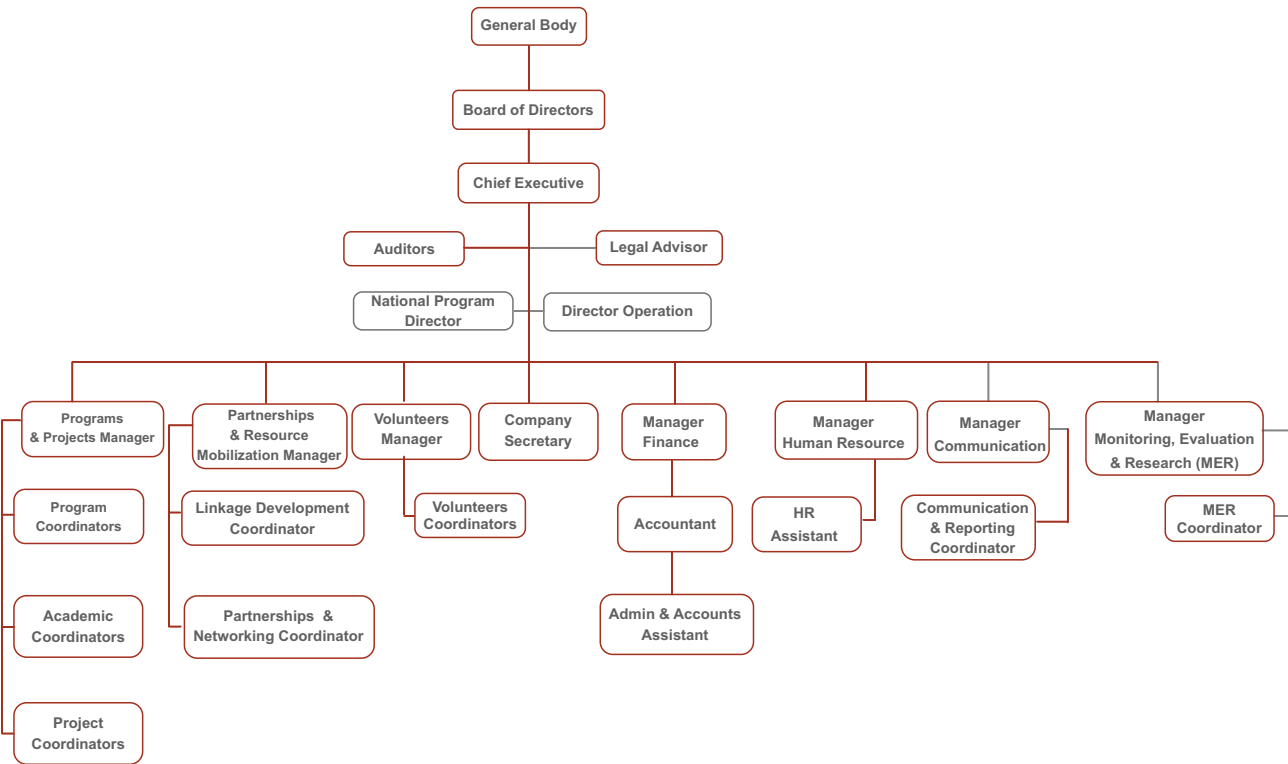 General Body
Board of Directors
Chief Executive
Auditors
Legal Advisor
National Program
Director
Director Operation
Programs
& Projects Manager
Partnerships
& Resource
Mobilization Manager
Volunteers
Manager
Company
Secretary
Manager
Finance
Manager
Human Resource
Manager
Communication
Manager
Monitoring, Evaluation
& Research (MER)
Program
Coordinators
Linkage Development
Coordinator
Volunteers
Coordinators
Accountant
HR
Assistant
Communication
& Reporting
Coordinator
MER
Coordinator
Academic
Coordinators
Partnerships &
Networking Coordinator
Admin & Accounts
Assistant
Project
Coordinators